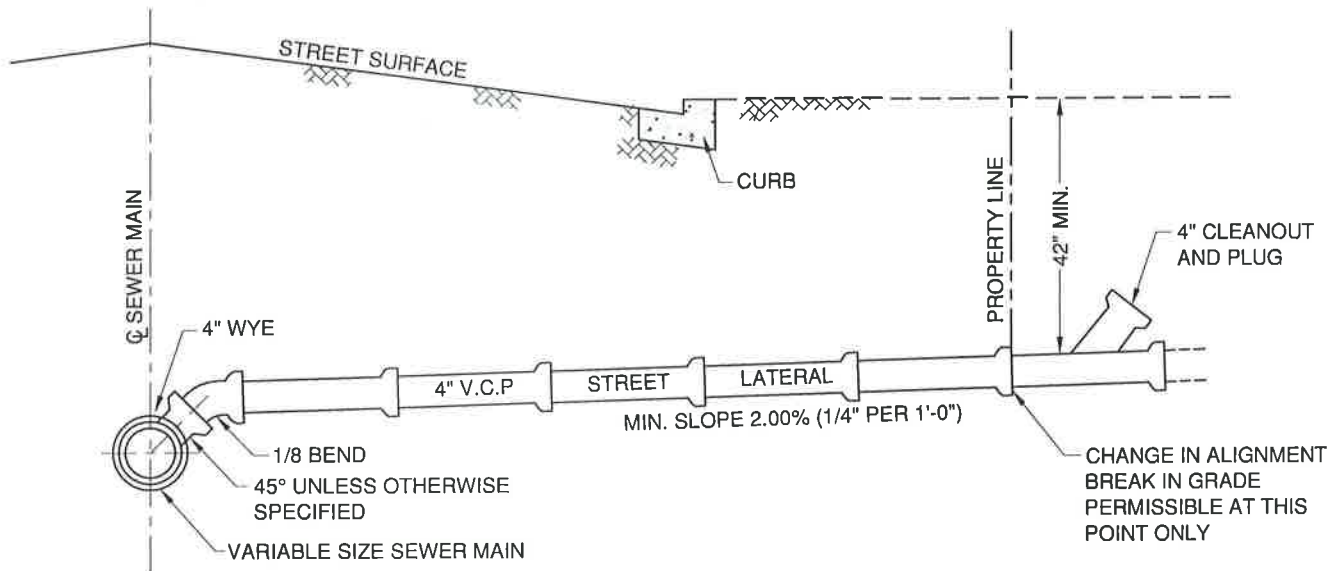 STREET SURFACE
CURB
℄ SEWER MAIN
PROPERTY LINE
42" MIN.
4" CLEANOUT
AND PLUG
4" WYE
4" V.C.P STREET LATERAL
MIN. SLOPE 2.00% (1/4" PER 1'-0")
1/8 BEND
45° UNLESS OTHERWISE
SPECIFIED
VARIABLE SIZE SEWER MAIN
CHANGE IN ALIGNMENT
BREAK IN GRADE
PERMISSIBLE AT THIS
POINT ONLY